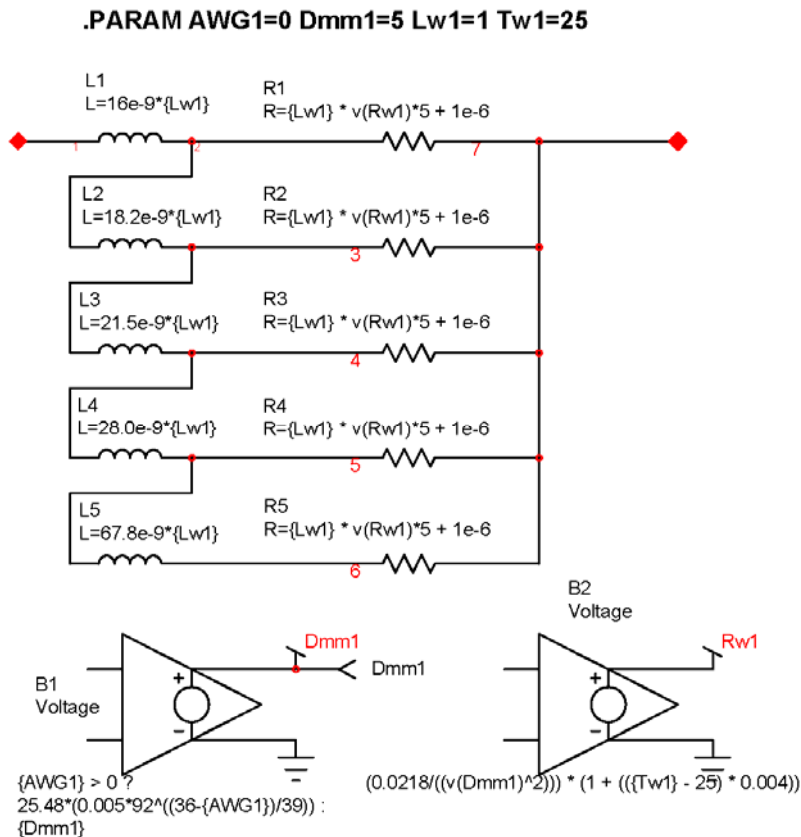 .PARAM AWG1=0 Dmm1=5 Lw1=1 Tw1=25
L1
L=16e-9*{Lw1}
R1
R={Lw1} * v(Rw1)*5 + 1e-6
1
2
7
L2
L=18.2e-9*{Lw1}
R2
R={Lw1} * v(Rw1)*5 + 1e-6
3
L3
L=21.5e-9*{Lw1}
R3
R={Lw1} * v(Rw1)*5 + 1e-6
4
L4
L=28.0e-9*{Lw1}
R4
R={Lw1} * v(Rw1)*5 + 1e-6
5
L5
L=67.8e-9*{Lw1}
R5
R={Lw1} * v(Rw1)*5 + 1e-6
6
B1
Voltage
Dmm1
Dmm1
{AWG1} > 0 ?
25.48*(0.005*92^((36-{AWG1})/39)) :
{Dmm1}
B2
Voltage
Rw1
(0.0218/((v(Dmm1)^2))) * (1 + (({Tw1} - 25) * 0.004))